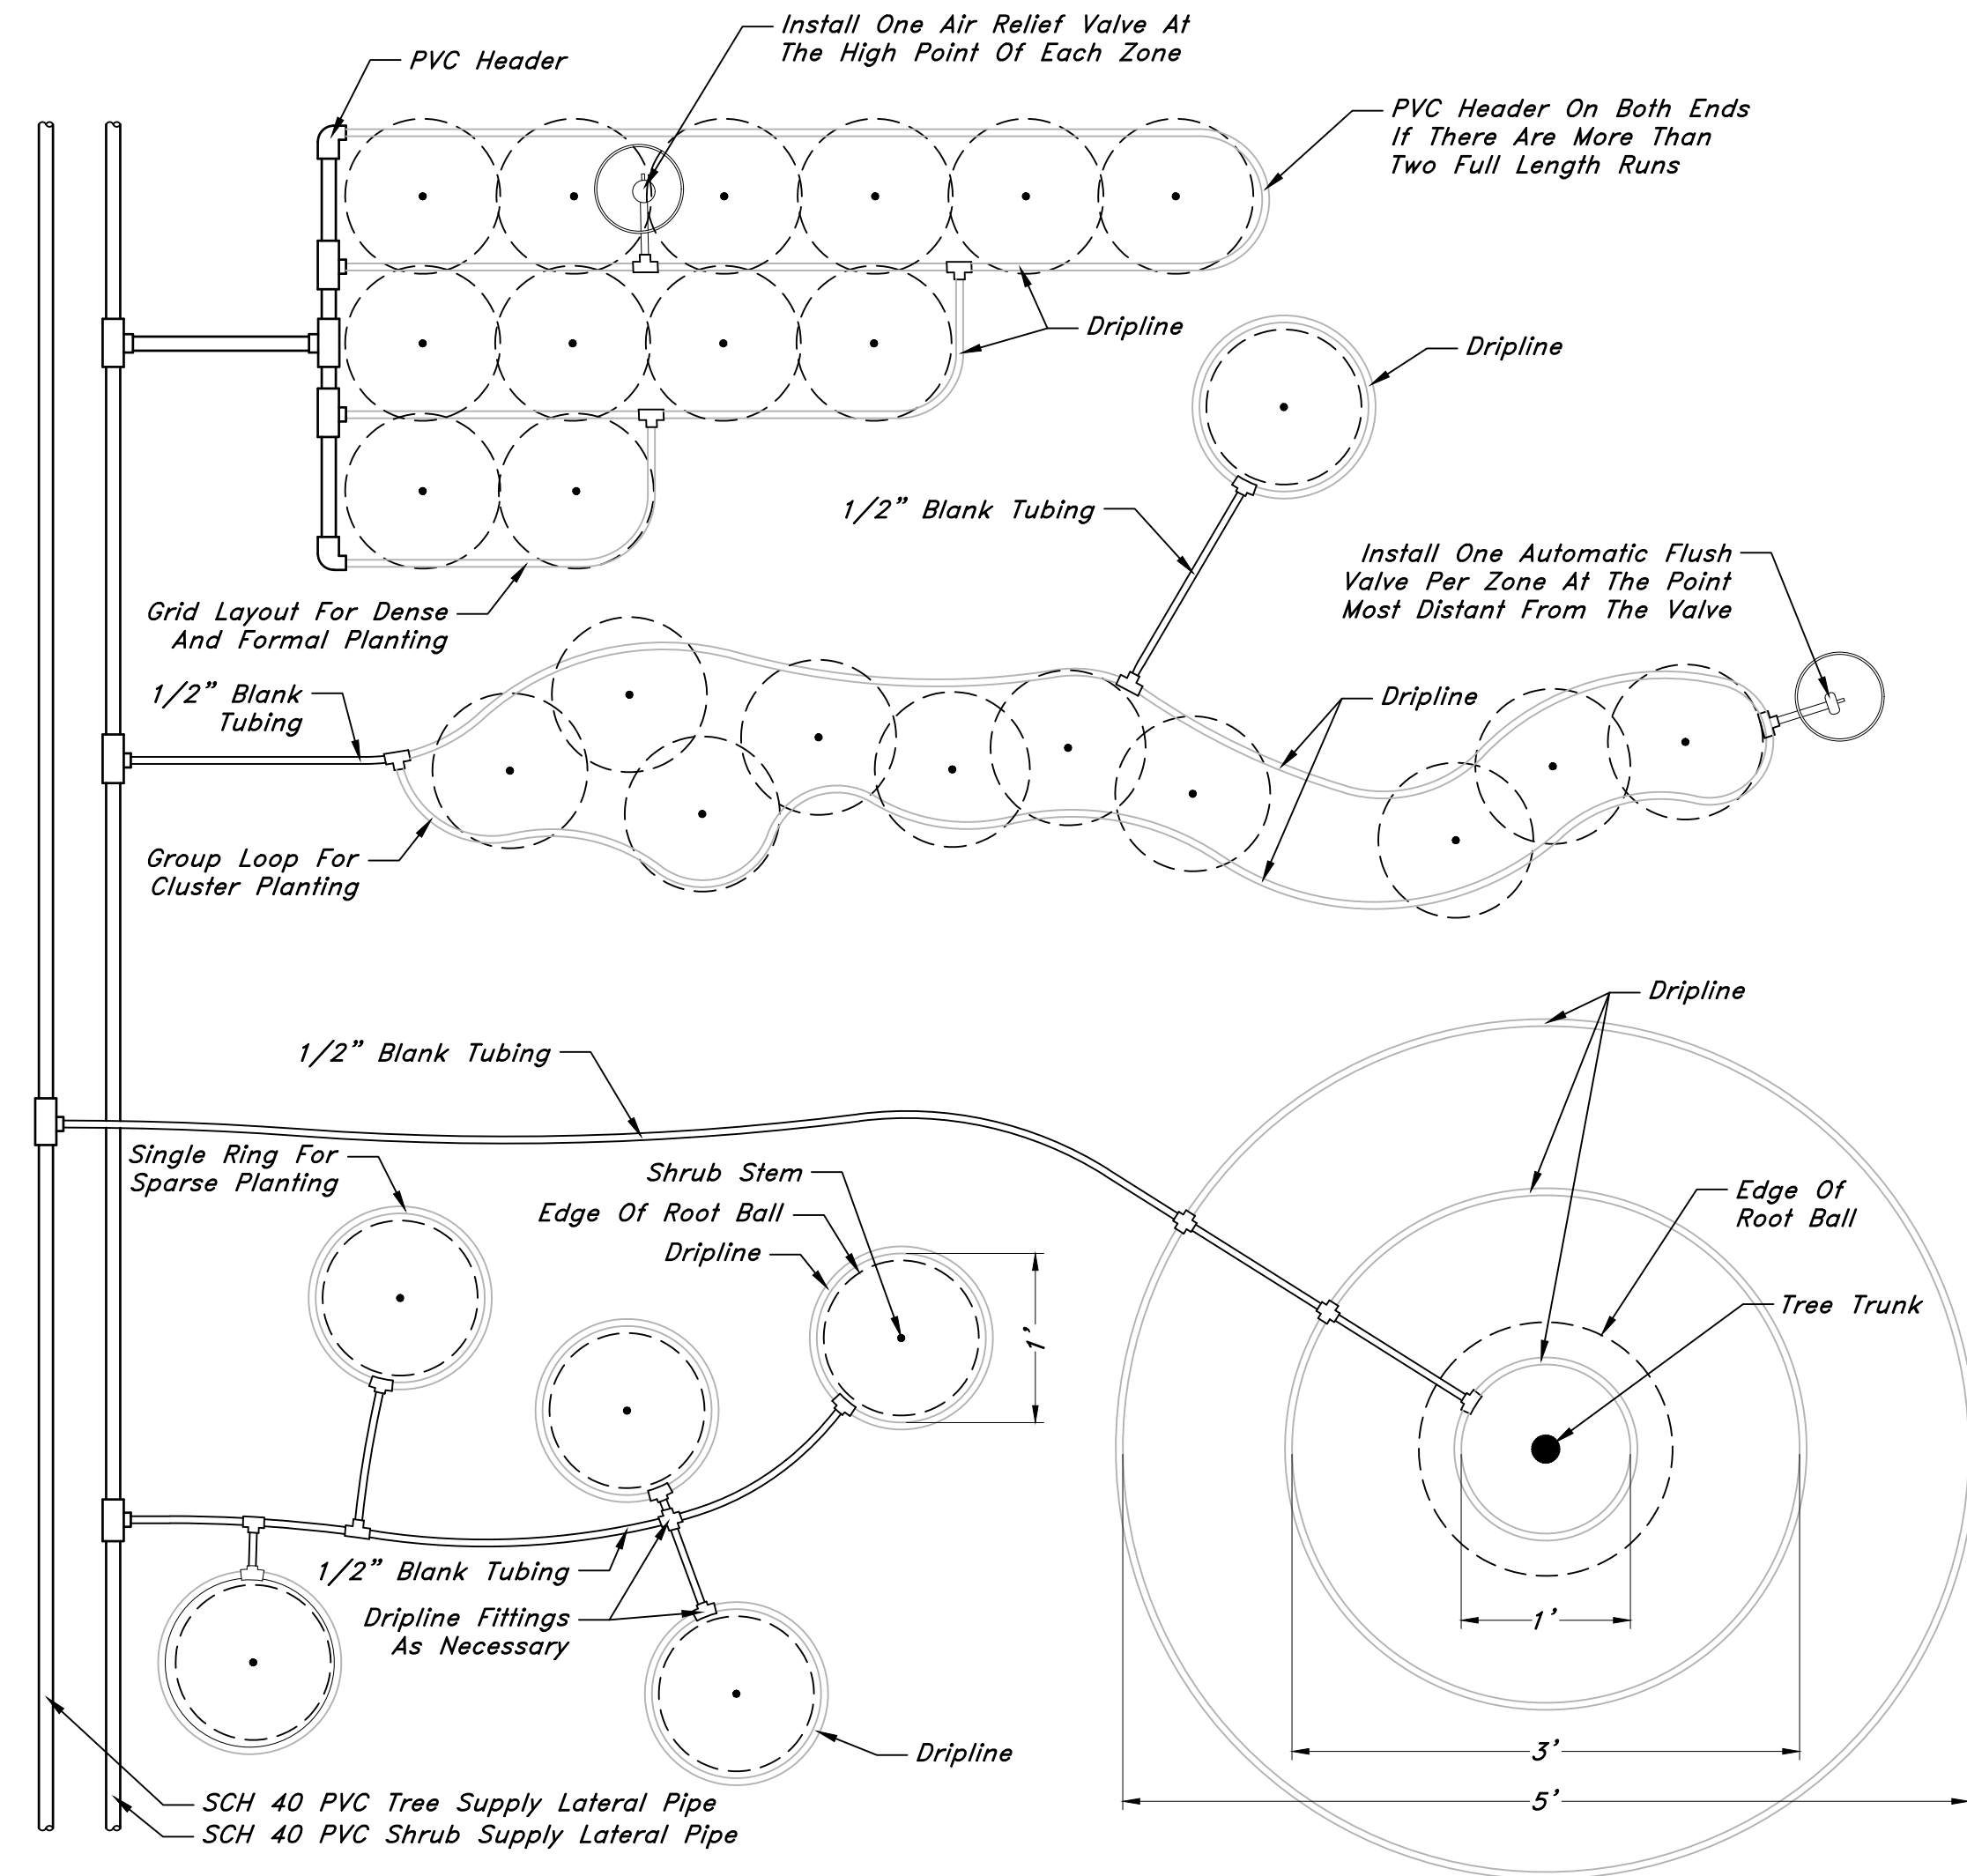 Install One Air Relief Valve At
The High Point Of Each Zone
PVC Header
PVC Header On Both Ends
If There Are More Than
Two Full Length Runs
Dripline
Dripline
1/2” Blank Tubing
Install One Automatic Flush
Valve Per Zone At The Point
Most Distant From The Valve
Grid Layout For Dense
And Formal Planting
1/2” Blank
Tubing
Dripline
Group Loop For
Cluster Planting
Dripline
1/2” Blank Tubing
Single Ring For
Sparse Planting
Shrub Stem
Edge Of Root Ball
Dripline
1’
Edge Of
Root Ball
Tree Trunk
1/2” Blank Tubing
Dripline Fittings
As Necessary
1’
Dripline
3’
5’
SCH 40 PVC Tree Supply Lateral Pipe
SCH 40 PVC Shrub Supply Lateral Pipe